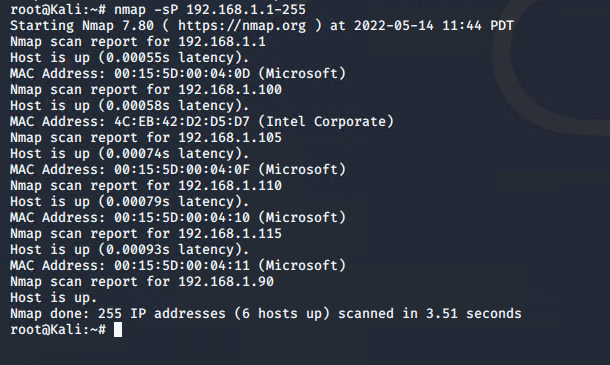 root@Kali:~# nmap -sP 192.168.1.1-255
Starting Nmap 7.80 ( https://nmap.org ) at 2022-05-14 11:44 PDT
Nmap scan report for 192.168.1.1
Host is up (0.00055s latency).
MAC Address: 00:15:5D:00:04:0D (Microsoft)
Nmap scan report for 192.168.1.100
Host is up (0.00058s latency).
MAC Address: 4C:EB:42:D2:D5:D7 (Intel Corporate)
Nmap scan report for 192.168.1.105
Host is up (0.00074s latency).
MAC Address: 00:15:5D:00:04:0F (Microsoft)
Nmap scan report for 192.168.1.110
Host is up (0.00079s latency).
MAC Address: 00:15:5D:00:04:10 (Microsoft)
Nmap scan report for 192.168.1.115
Host is up (0.00093s latency).
MAC Address: 00:15:5D:00:04:11 (Microsoft)
Nmap scan report for 192.168.1.90
Host is up.
Nmap done: 255 IP addresses (6 hosts up) scanned in 3.51 seconds
root@Kali:~#